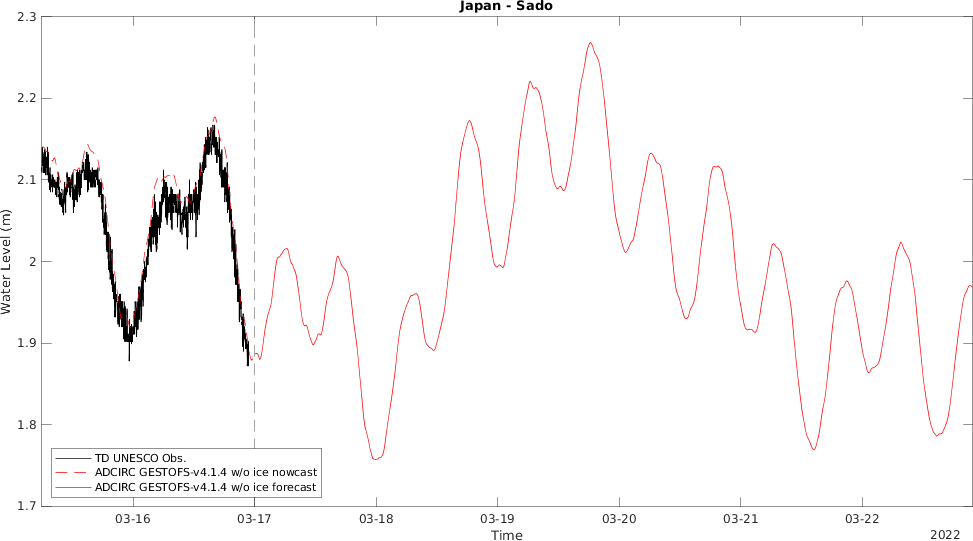 Japan - Sado
2.3
2.2
2.1
2
1.9
1.8
1.7
Water Level (m)
TD UNESCO Obs.
ADCIRC GESTOFS-v4.1.4 w/o ice nowcast
ADCIRC GESTOFS-v4.1.4 w/o ice forecast
03-16 03-17 03-18 03-19 03-20 03-21 03-22
Time
2022